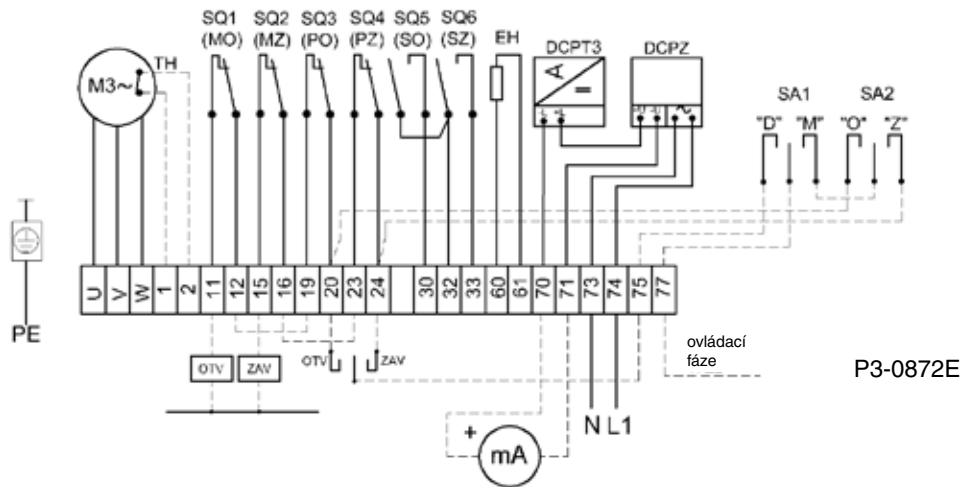 SQ1 SQ2 SQ3 SQ4 SQ5 SQ6
(MO) (MZ) (PO) (PZ) (SO) (SZ) EH DCPT3 DCPZ
M3~ TH
A
=
SA1 SA2
"D" "M" "O" "Z"
U V W 1 2 11 12 15 16 19 20 23 24 30 32 33 60 61 70 71 73 74 75 77
PE
OTV ZAV OTV ZAV
ovládací
fáze
P3-0872E
N L1
+
mA